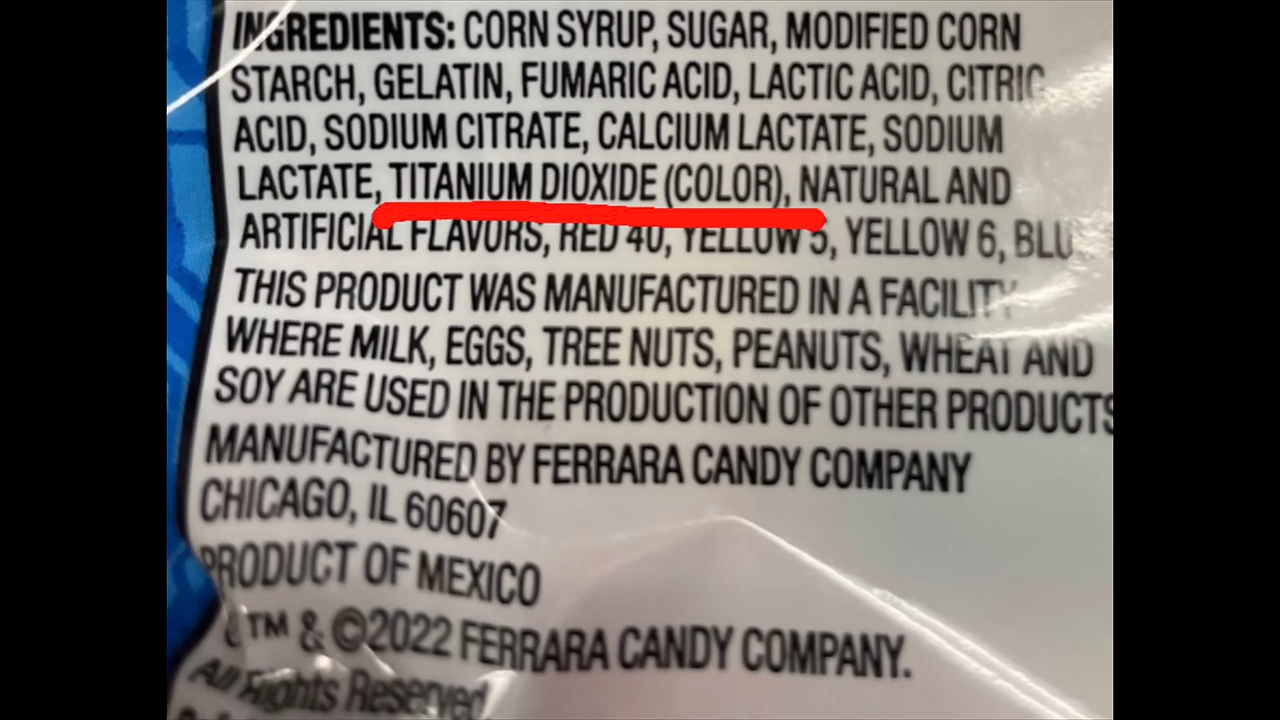 INGREDIENTS: CORN SYRUP, SUGAR, MODIFIED CORN
STARCH, GELATIN, FUMARIC ACID, LACTIC ACID, CITRIC
ACID, SODIUM CITRATE, CALCIUM LACTATE, SODIUM
LACTATE, TITANIUM DIOXIDE (COLOR), NATURAL AND
ARTIFICIAL FLAVORS, RED 40, YELLOW 5, YELLOW 6,
THIS PRODUCT WAS MANUFACTURED IN A FACILITY
WHERE MILK, EGGS, TREE NUTS, PEANUTS, WHEAT AND
SOY ARE USED IN THE PRODUCTION OF OTHER PRODUCTS
MANUFACTURED BY FERRARA CANDY COMPANY
CHICAGO, IL 60607
PRODUCT OF MEXICO
TM & ©2022 FERRARA CANDY COMPANY.
All Rights Reserved